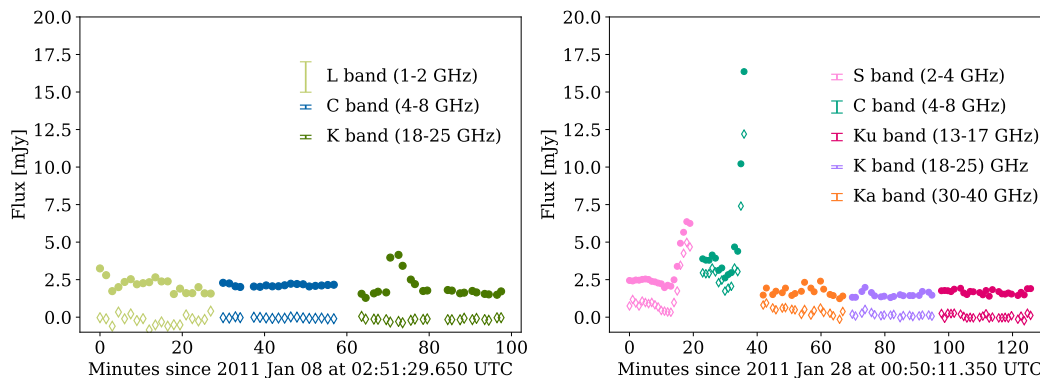 20.0
17.5
15.0
12.5
10.0
7.5
5.0
2.5
0.0
Flux [mJy]
L band (1-2 GHz)
C band (4-8 GHz)
K band (18-25 GHz)
0 20 40 60 80 100
Minutes since 2011 Jan 08 at 02:51:29.650 UTC
20.0
17.5
15.0
12.5
10.0
7.5
5.0
2.5
0.0
Flux [mJy]
S band (2-4 GHz)
C band (4-8 GHz)
Ku band (13-17 GHz)
K band (18-25) GHz
Ka band (30-40 GHz)
0 20 40 60 80 100 120
Minutes since 2011 Jan 28 at 00:50:11.350 UTC